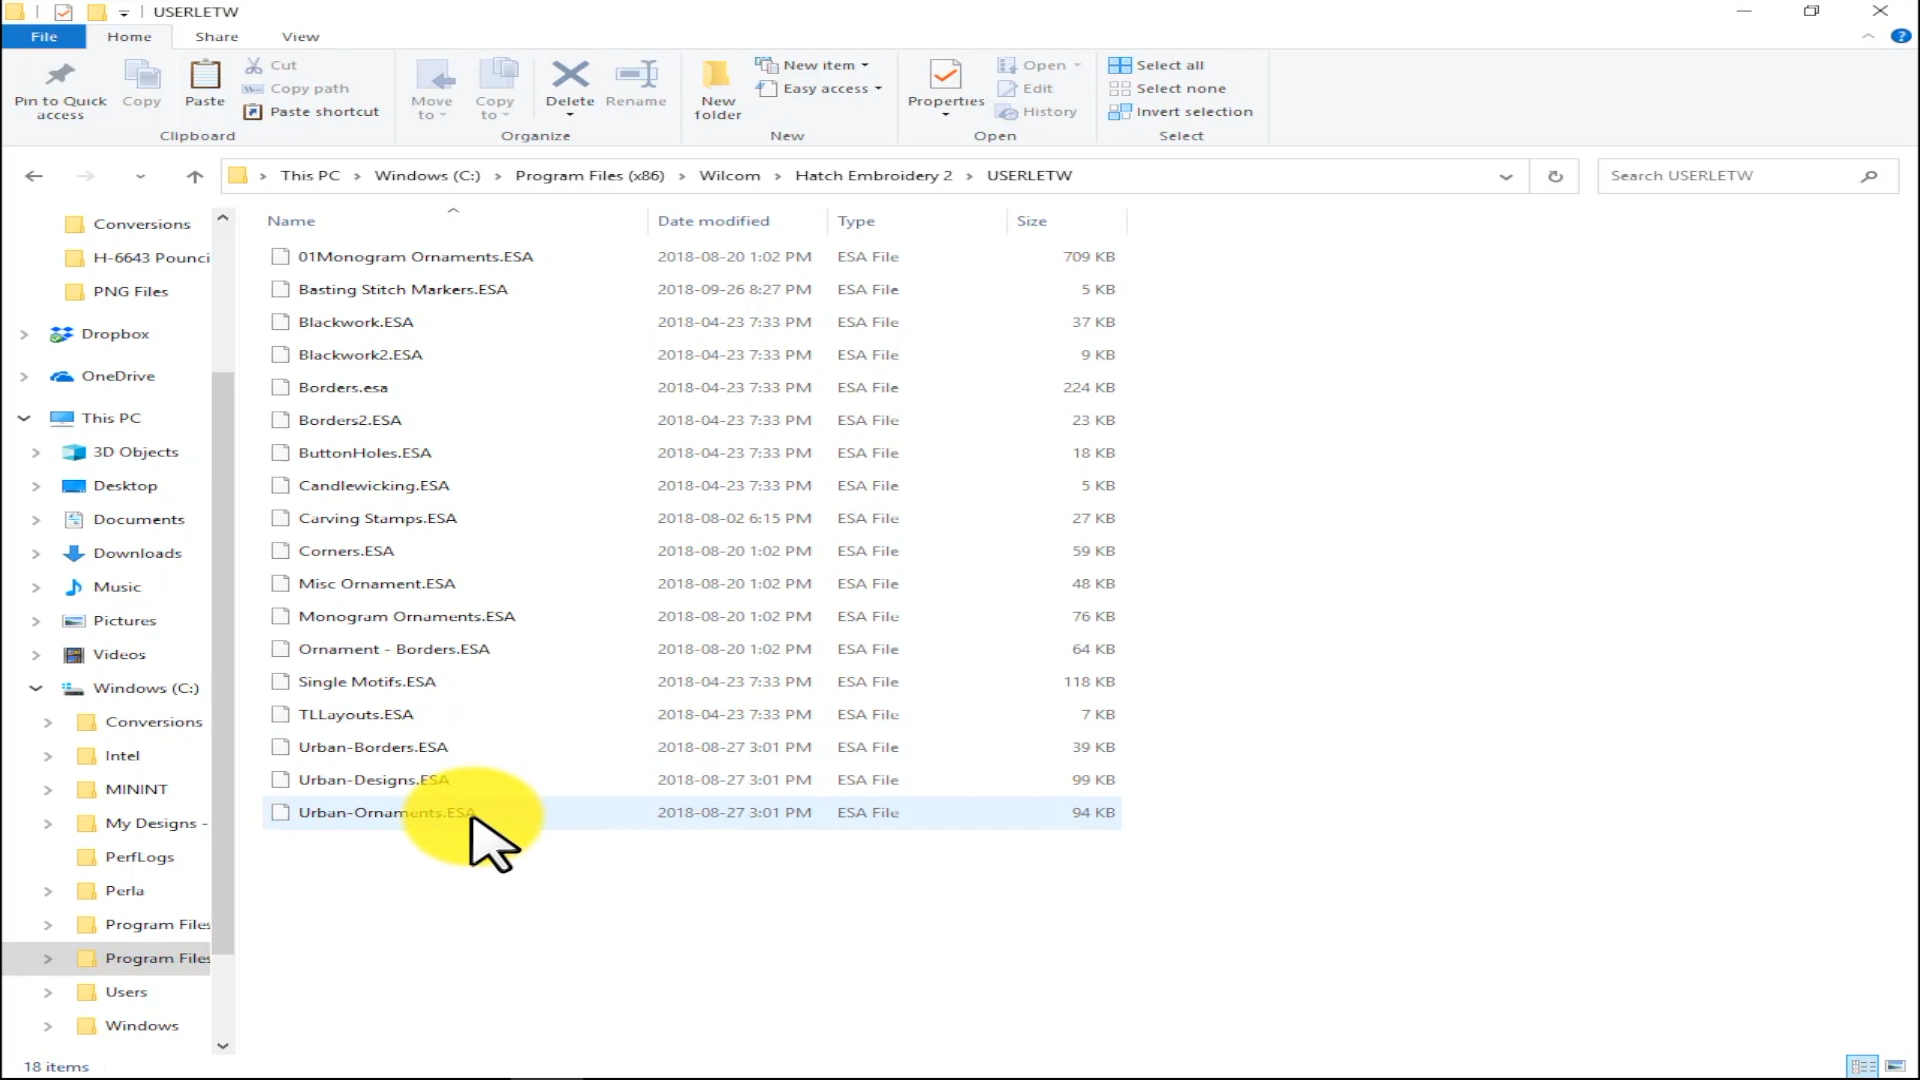 USERLETW
File Home Share View
Pin to Quick access
Copy
Paste
Cut
Copy path
Paste shortcut
Clipboard
Move to
Copy to
Delete
Rename
Organize
New folder
New item
Easy access
New
Properties
Open
Edit
History
Open
Select all
Select none
Invert selection
Select
This PC > Windows (C:) > Program Files (x86) > Wilcom > Hatch Embroidery 2 > USERLETW
Search USERLETW
Conversions
H-6643 Pounci
PNG Files
Dropbox
OneDrive
This PC
3D Objects
Desktop
Documents
Downloads
Music
Pictures
Videos
Windows (C:)
Conversions
Intel
MININT
My Designs -
PerfLogs
Perla
Program Files
Program Files
Users
Windows
Name Date modified Type Size
01Monogram Ornaments.ESA 2018-08-20 1:02 PM ESA File 709 KB
Basting Stitch Markers.ESA 2018-09-26 8:27 PM ESA File 5 KB
Blackwork.ESA 2018-04-23 7:33 PM ESA File 37 KB
Blackwork2.ESA 2018-04-23 7:33 PM ESA File 9 KB
Borders.esa 2018-04-23 7:33 PM ESA File 224 KB
Borders2.ESA 2018-04-23 7:33 PM ESA File 23 KB
ButtonHoles.ESA 2018-04-23 7:33 PM ESA File 18 KB
Candlewicking.ESA 2018-04-23 7:33 PM ESA File 5 KB
Carving Stamps.ESA 2018-08-02 6:15 PM ESA File 27 KB
Corners.ESA 2018-08-20 1:02 PM ESA File 59 KB
Misc Ornament.ESA 2018-08-20 1:02 PM ESA File 48 KB
Monogram Ornaments.ESA 2018-08-20 1:02 PM ESA File 76 KB
Ornament - Borders.ESA 2018-08-20 1:02 PM ESA File 64 KB
Single Motifs.ESA 2018-04-23 7:33 PM ESA File 118 KB
TLLayouts.ESA 2018-04-23 7:33 PM ESA File 7 KB
Urban-Borders.ESA 2018-08-27 3:01 PM ESA File 39 KB
Urban-Designs.ESA 2018-08-27 3:01 PM ESA File 99 KB
Urban-Ornaments.ESA 2018-08-27 3:01 PM ESA File 94 KB
18 items